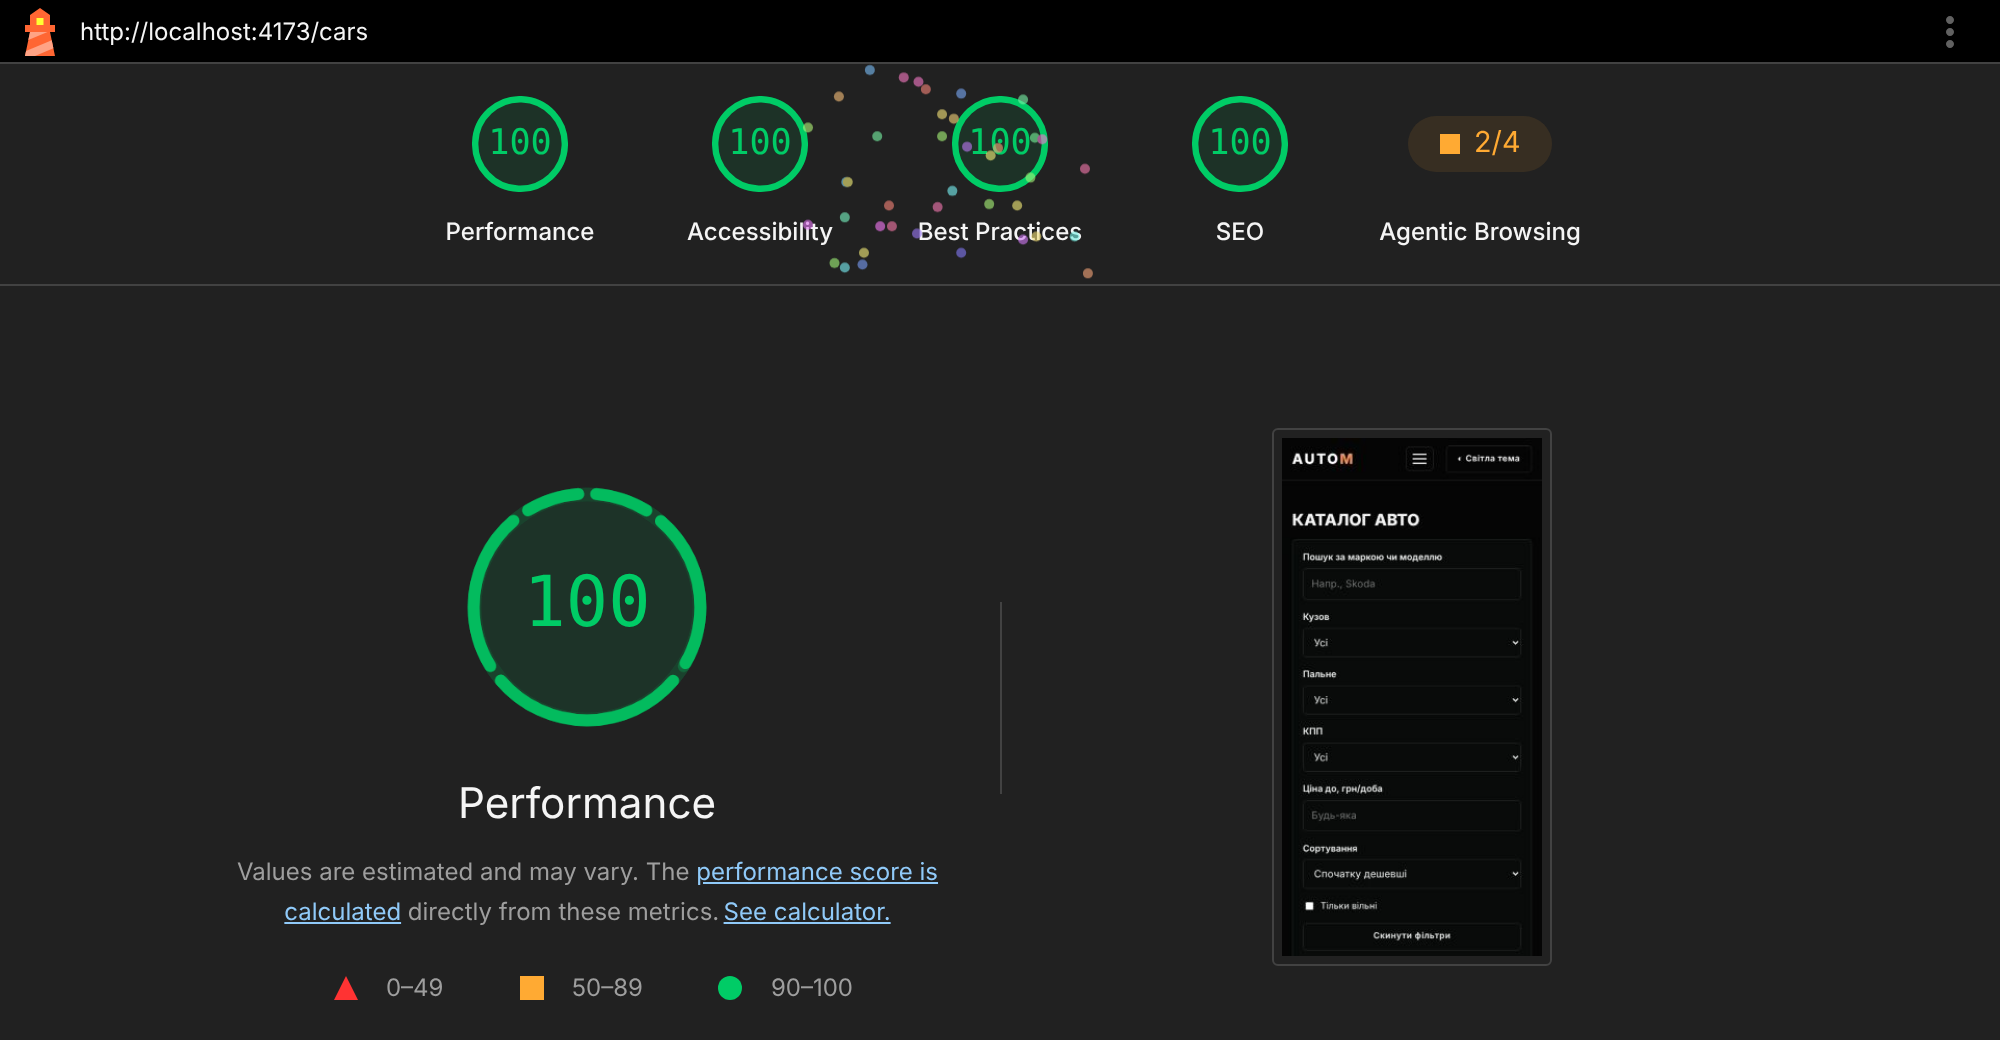 http://localhost:4173/cars
100
100
100
100
2/4
Performance
Accessibility
Best Practices
SEO
Agentic Browsing
100
Performance
Values are estimated and may vary. The performance score is
calculated directly from these metrics. See calculator.
0–49
50–89
90–100
AUTOM
Світла тема
КАТАЛОГ АВТО
Пошук за маркою чи моделлю
Напр., Skoda
Кузов
Усі
Пальне
Усі
КПП
Усі
Ціна до, грн/доба
Будь-яка
Сортування
Спочатку дешевші
Тільки вільні
Скинути фільтри